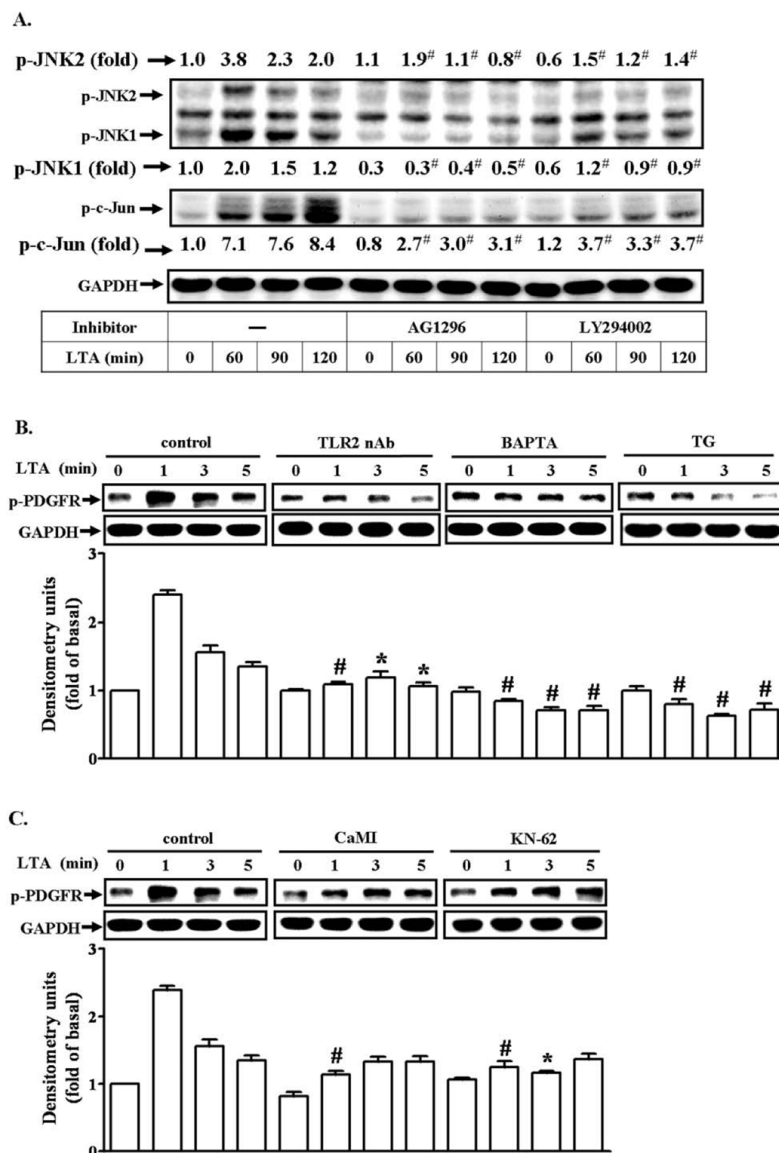 A.
p-JNK2 (fold) 1.0 3.8 2.3 2.0 1.1 1.9# 1.1# 0.8# 0.6 1.5# 1.2# 1.4#
p-JNK2
p-JNK1
p-JNK1 (fold) 1.0 2.0 1.5 1.2 0.3 0.3# 0.4# 0.5# 0.6 1.2# 0.9# 0.9#
p-c-Jun
p-c-Jun (fold) 1.0 7.1 7.6 8.4 0.8 2.7# 3.0# 3.1# 1.2 3.7# 3.3# 3.7#
GAPDH
Inhibitor — AG1296 LY294002
LTA (min) 0 60 90 120 0 60 90 120 0 60 90 120
B.
control TLR2 nAb BAPTA TG
LTA (min) 0 1 3 5 0 1 3 5 0 1 3 5 0 1 3 5
p-PDGFR
GAPDH
Densitometry units
(fold of basal)
3
2
1
0
# * * # # # # # #
C.
control CaMI KN-62
LTA (min) 0 1 3 5 0 1 3 5 0 1 3 5
p-PDGFR
GAPDH
Densitometry units
(fold of basal)
3
2
1
0
# # *